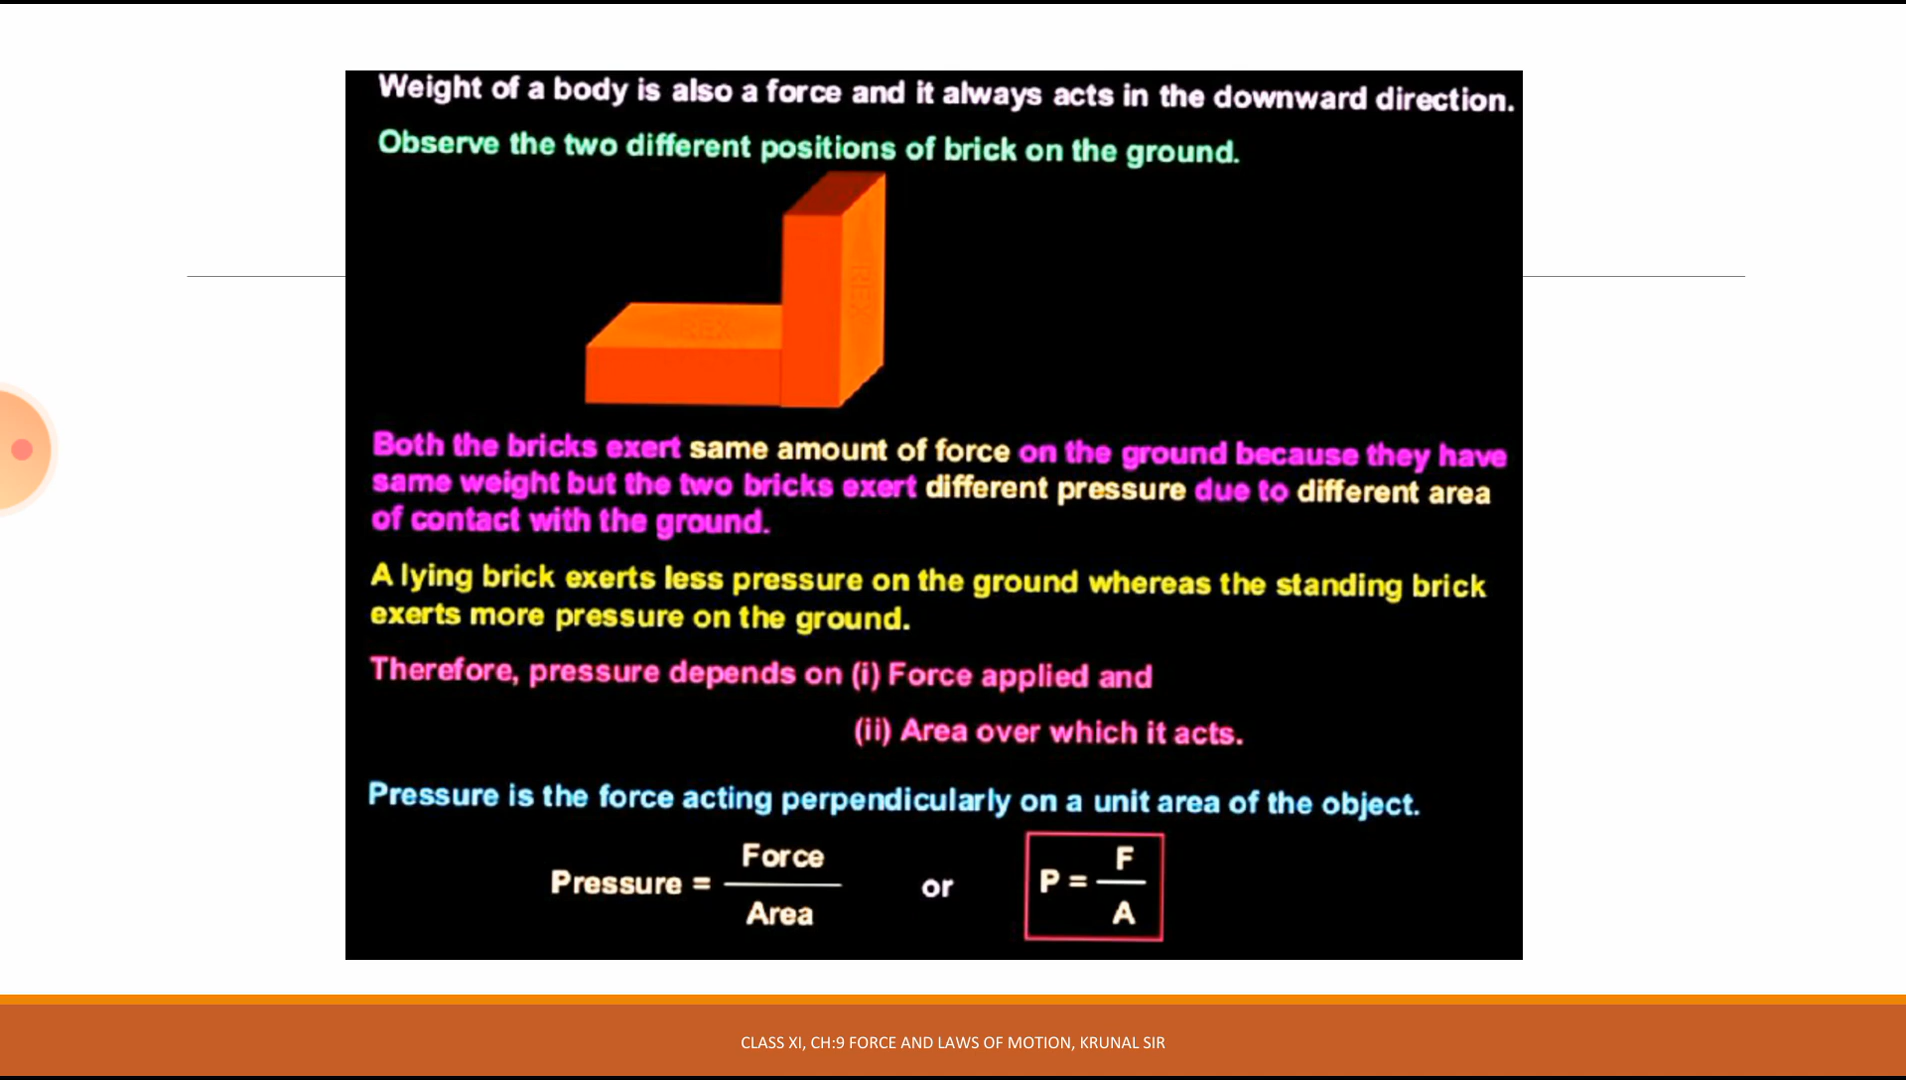 Weight of a body is also a force and it always acts in the downward direction.
Observe the two different positions of brick on the ground.
REX
REX
Both the bricks exert same amount of force on the ground because they have
same weight but the two bricks exert different pressure due to different area
of contact with the ground.
A lying brick exerts less pressure on the ground whereas the standing brick
exerts more pressure on the ground.
Therefore, pressure depends on (i) Force applied and
(ii) Area over which it acts.
Pressure is the force acting perpendicularly on a unit area of the object.
Pressure = Force / Area or P = F / A
CLASS XI, CH:9 FORCE AND LAWS OF MOTION, KRUNAL SIR